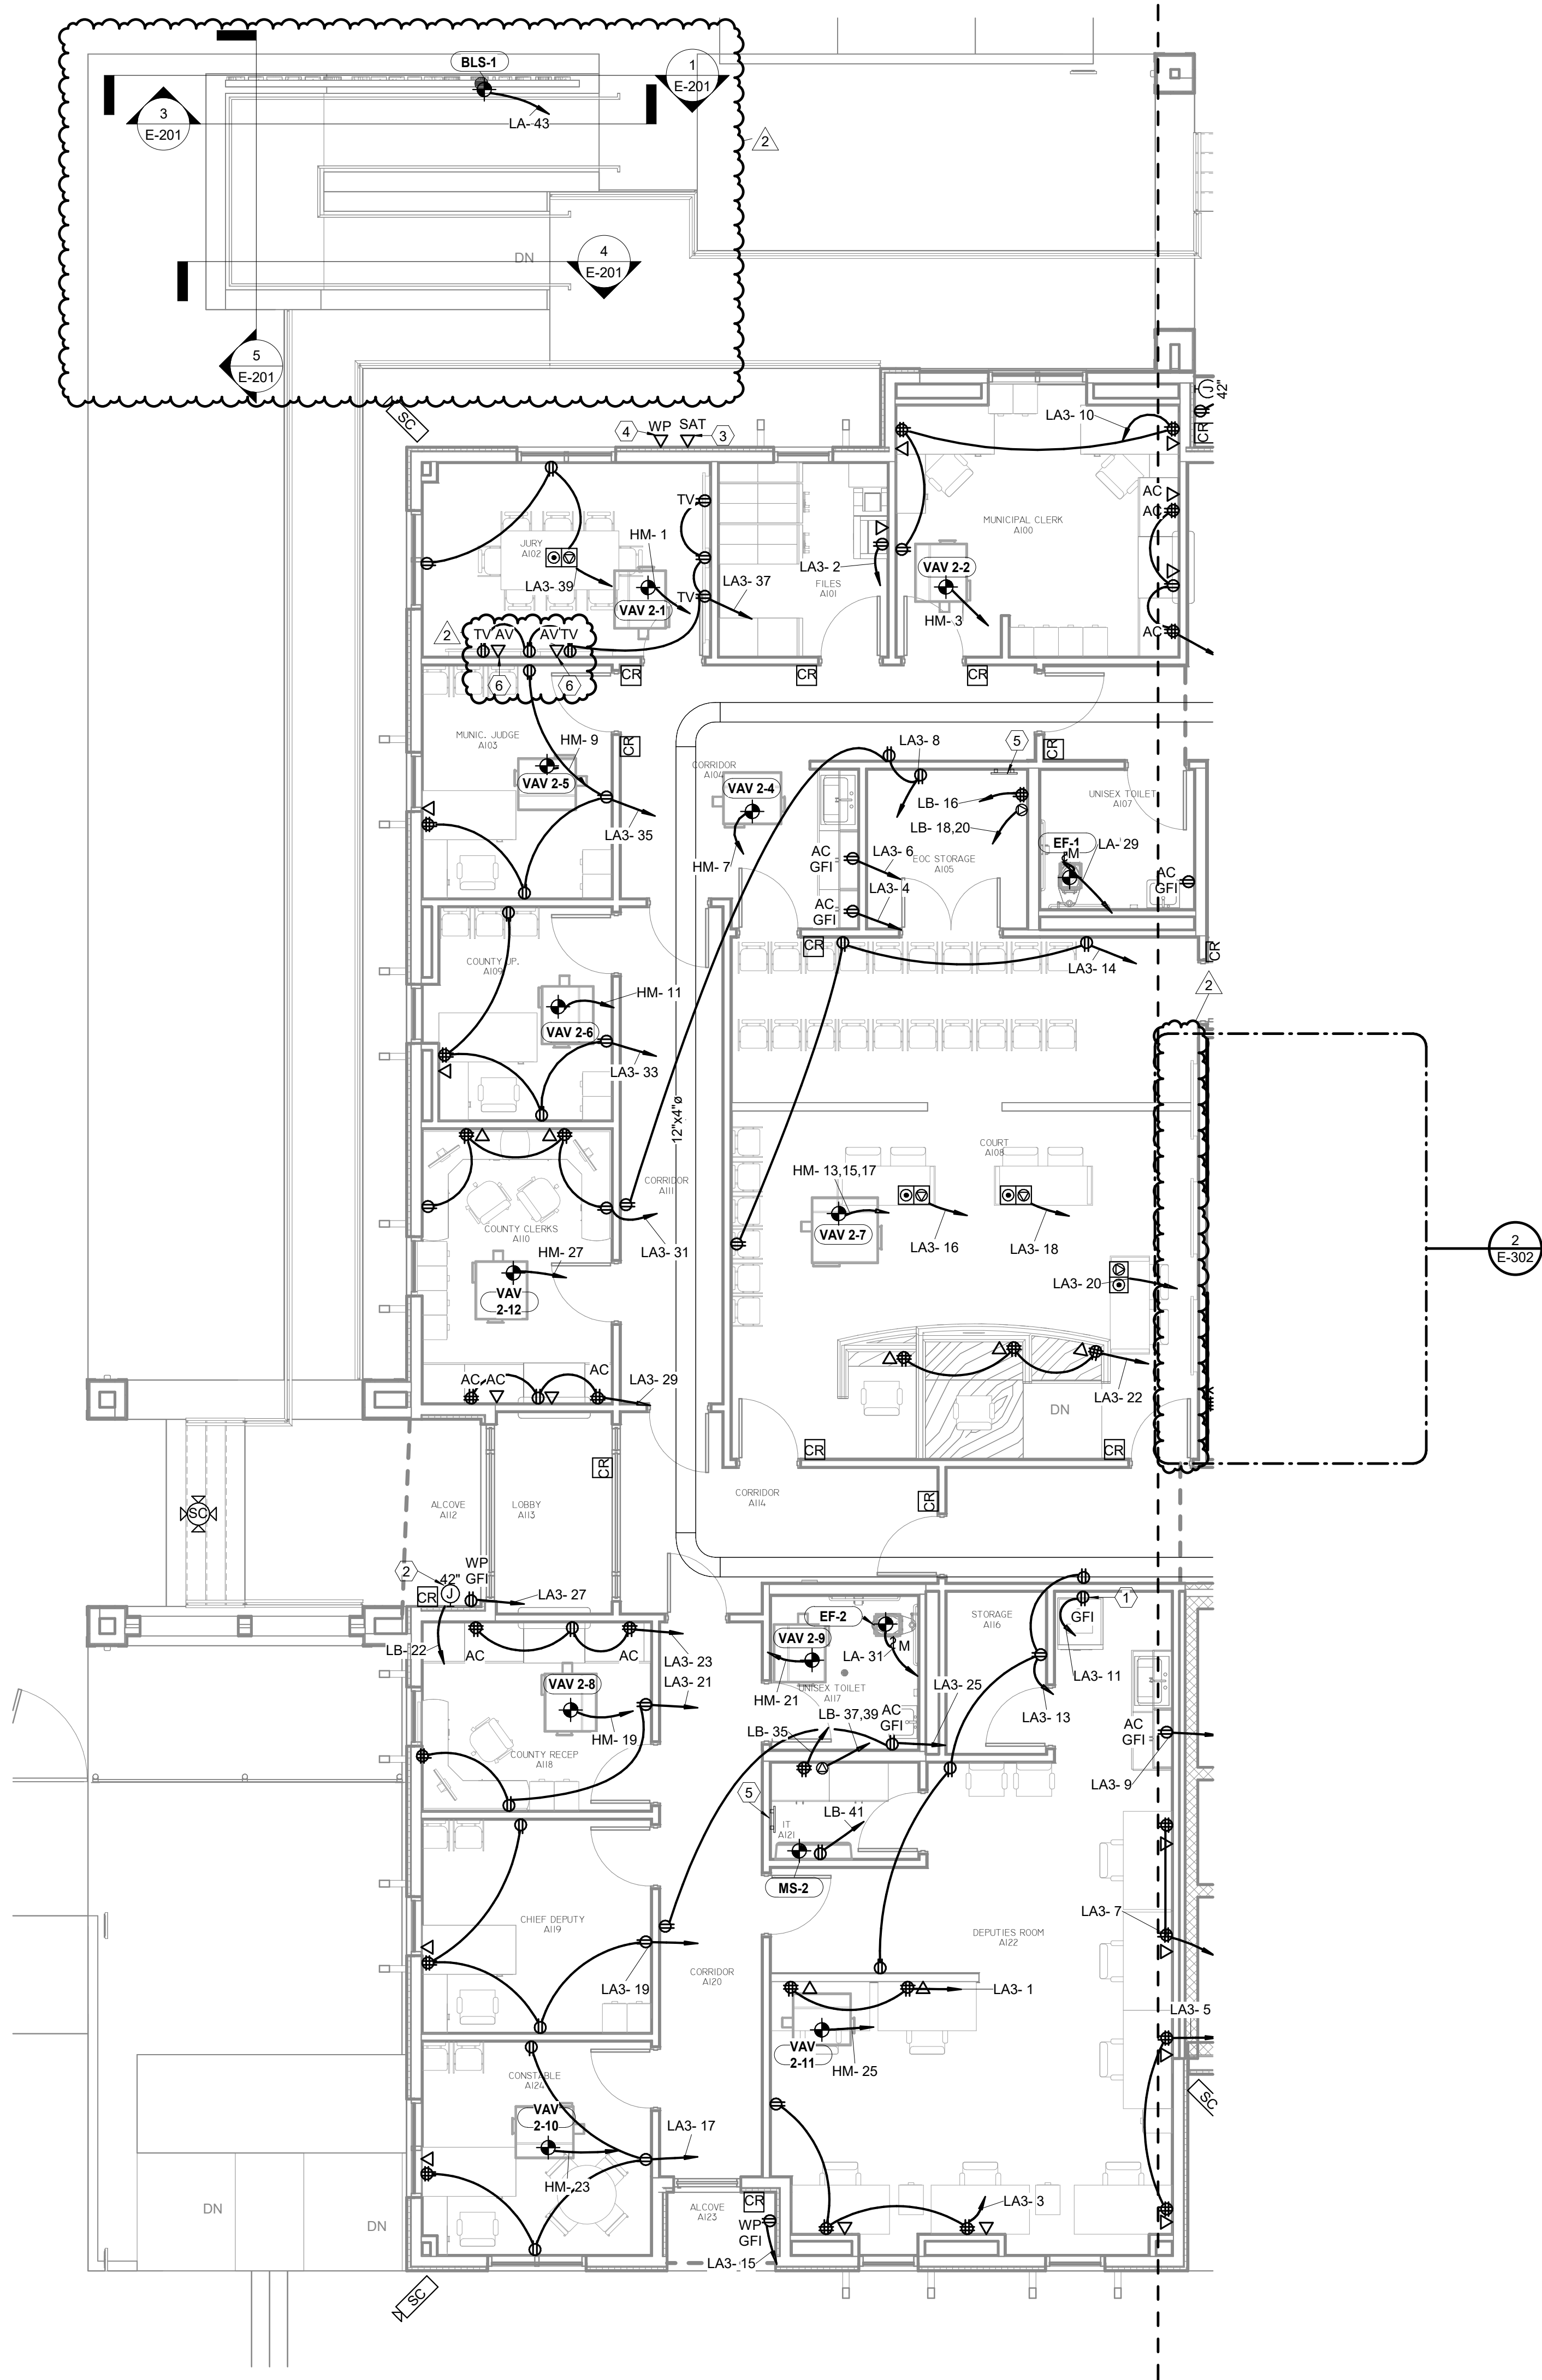 BLS-1
LA- 43
1
E-201
3
E-201
2
4
E-201
DN
5
E-201
SC
4
WP
SAT
3
LA3- 10
J
42"
CR
TV
JURY
A102
HM- 1
LA3- 39
VAV 2-1
TV
LA3- 37
LA3- 2
FILES
A101
MUNICIPAL CLERK
A100
AC
AC
VAV 2-2
HM- 3
AC
2
TV
AV
AV
TV
6
6
CR
CR
CR
MUNIC. JUDGE
A103
HM- 9
VAV 2-5
CR
LA3- 35
CORRIDOR
A104
VAV 2-4
HM- 7
LA3- 8
5
CR
LB- 16
LB- 18,20
UNISEX TOILET
A107
EF-1
M
LA- 29
AC
GFI
AC
GFI
LA3- 6
EOC STORAGE
A105
AC
GFI
LA3- 4
CR
LA3- 14
CR
2
COUNTY JP.
A109
HM- 11
VAV 2-6
LA3- 33
12"x4"ø
COURT
A108
CORRIDOR
A111
COUNTY CLERKS
A110
HM- 27
VAV
2-12
LA3- 31
HM- 13,15,17
VAV 2-7
LA3- 16
LA3- 18
LA3- 20
2
E-302
AC
AC
AC
LA3- 29
LA3- 22
DN
CR
CR
CR
SC
ALCOVE
A112
LOBBY
A113
CORRIDOR
A114
CR
2
42"
CR
J
WP
GFI
LA3- 27
LB- 22
AC
AC
LA3- 23
LA3- 21
VAV 2-8
HM- 19
COUNTY RECEP
A118
EF-2
VAV 2-9
LA- 31
M
UNISEX TOILET
A117
HM- 21
LB- 37,39
LB- 35
AC
GFI
LA3- 25
STORAGE
A116
GFI
1
LA3- 11
LA3- 13
AC
GFI
LA3- 9
5
IT
A121
LB- 41
MS-2
CHIEF DEPUTY
A119
LA3- 19
CORRIDOR
A120
DEPUTIES ROOM
A122
LA3- 7
LA3- 1
LA3- 5
VAV
2-11
HM- 25
SC
CONSTABLE
A124
VAV
2-10
HM- 23
LA3- 17
ALCOVE
A123
CR
WP
GFI
LA3- 15
LA3- 3
DN
DN
SC